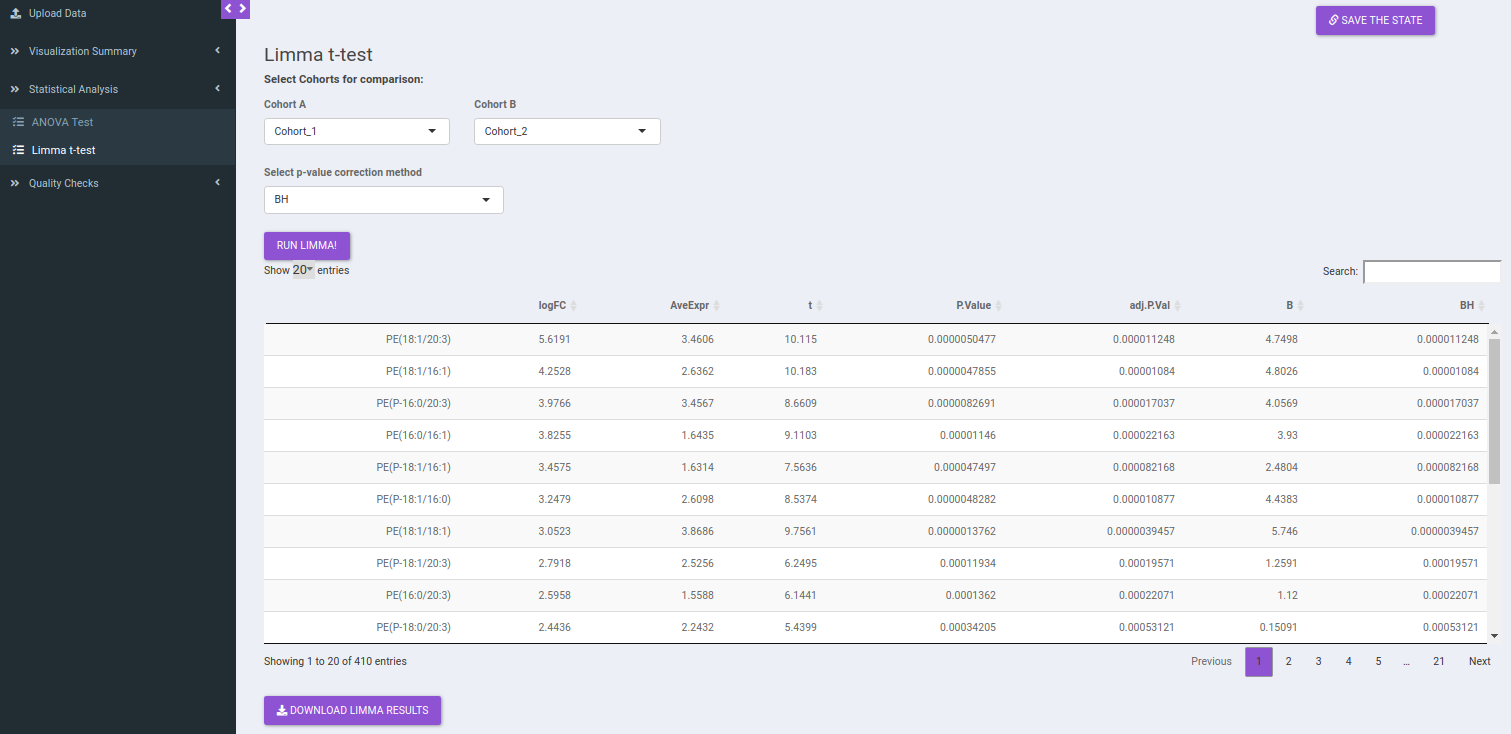 Upload Data
Visualization Summary
Statistical Analysis
ANOVA Test
Limma t-test
Quality Checks
SAVE THE STATE
Limma t-test
Select Cohorts for comparison:
Cohort A Cohort B
Cohort_1 Cohort_2
Select p-value correction method
BH
RUN LIMMA!
Show 20 entries Search:
logFC AveExpr t P.Value adj.P.Val B BH
PE(18:1/20:3) 5.6191 3.4606 10.115 0.0000050477 0.000011248 4.7498 0.000011248
PE(18:1/16:1) 4.2528 2.6362 10.183 0.0000047855 0.00001084 4.8026 0.00001084
PE(P-16:0/20:3) 3.9766 3.4567 8.6609 0.0000082691 0.000017037 4.0569 0.000017037
PE(16:0/16:1) 3.8255 1.6435 9.1103 0.00001146 0.000022163 3.93 0.000022163
PE(P-18:1/16:1) 3.4575 1.6314 7.5636 0.000047497 0.000082168 2.4804 0.000082168
PE(P-18:1/16:0) 3.2479 2.6098 8.5374 0.0000048282 0.000010877 4.4383 0.000010877
PE(18:1/18:1) 3.0523 3.8686 9.7561 0.0000013762 0.0000039457 5.746 0.0000039457
PE(P-18:1/20:3) 2.7918 2.5256 6.2495 0.00011934 0.00019571 1.2591 0.00019571
PE(16:0/20:3) 2.5958 1.5588 6.1441 0.0001362 0.00022071 1.12 0.00022071
PE(P-18:0/20:3) 2.4436 2.2432 5.4399 0.00034205 0.00053121 0.15091 0.00053121
Showing 1 to 20 of 410 entries Previous 1 2 3 4 5 … 21 Next
DOWNLOAD LIMMA RESULTS